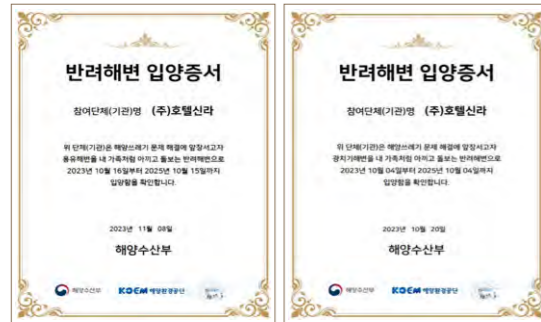 반려해변 입양증서
참여단체(기관)명 (주)호텔신라
위 단체(기관)은 해양쓰레기 문제 해결에 앞장서고자
용유해변을 내 가족처럼 아끼고 돌보는 반려해변으로
2023년 10월 16일부터 2025년 10월 15일까지
입양함을 확인합니다.
2023년 11월 08일
해양수산부
해양수산부 KOEM 해양환경공단
반려해변 입양증서
참여단체(기관)명 (주)호텔신라
위 단체(기관)은 해양쓰레기 문제 해결에 앞장서고자
광치기해변을 내 가족처럼 아끼고 돌보는 반려해변으로
2023년 10월 04일부터 2025년 10월 04일까지
입양함을 확인합니다.
2023년 10월 20일
해양수산부
해양수산부 KOEM 해양환경공단